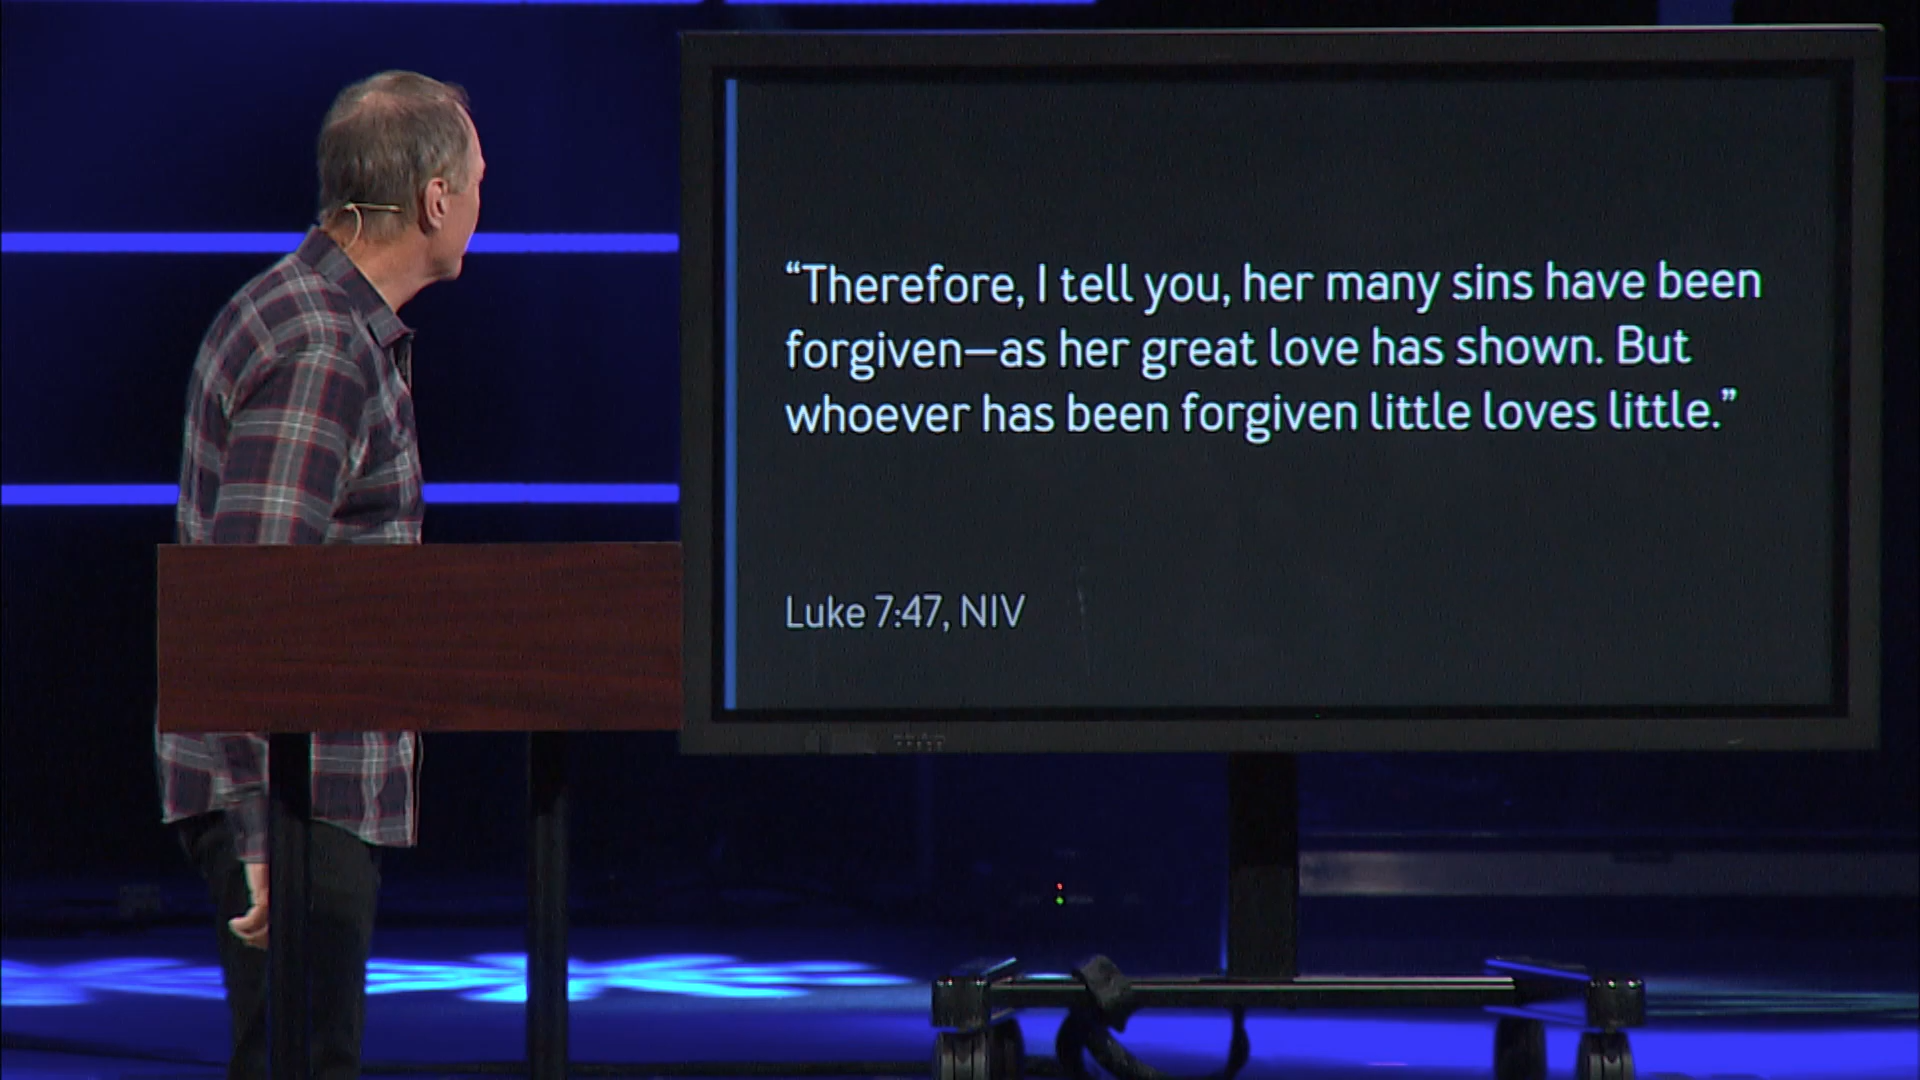 “Therefore, I tell you, her many sins have been
forgiven—as her great love has shown. But
whoever has been forgiven little loves little.”
Luke 7:47, NIV